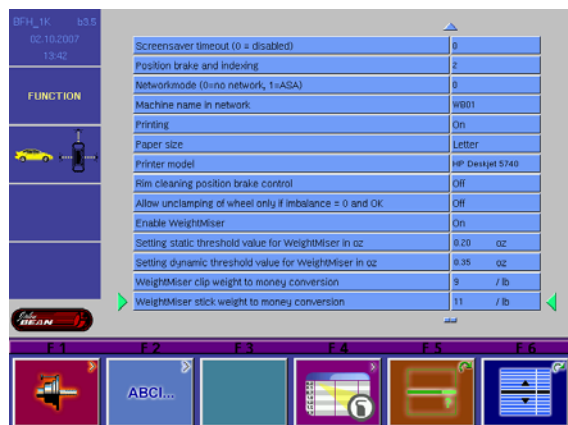 BFH_1K b3.5
02.10.2007
13:42
FUNCTION
Screensaver timeout (0 = disabled) 0
Position brake and indexing 2
Networkmode (0=no network, 1=ASA) 0
Machine name in network WB01
Printing On
Paper size Letter
Printer model HP Deskjet 5740
Rim cleaning position brake control Off
Allow unclamping of wheel only if imbalance = 0 and OK Off
Enable WeightMiser On
Setting static threshold value for WeightMiser in oz 0.20 oz
Setting dynamic threshold value for WeightMiser in oz 0.35 oz
WeightMiser clip weight to money conversion 9 / lb
WeightMiser stick weight to money conversion 11 / lb
John
BEAN
F 1 F 2 F 3 F 4 F 5 F 6
ABCI...
?